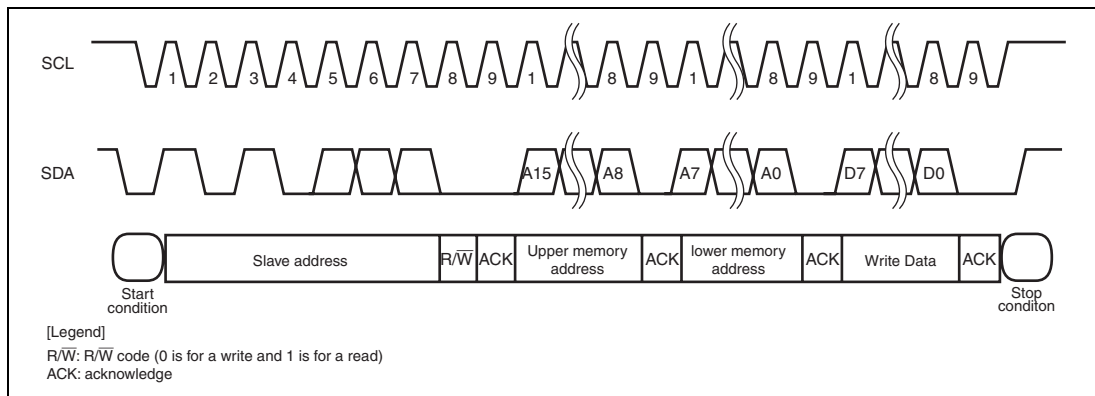 SCL
1 2 3 4 5 6 7 8 9 1 8 9 1 8 9 1 8 9
SDA
A15 A8 A7 A0 D7 D0
Slave address R/W̅ ACK Upper memory address ACK lower memory address ACK Write Data ACK
Start condition
Stop conditon
[Legend]
R/W̅: R/W̅ code (0 is for a write and 1 is for a read)
ACK: acknowledge